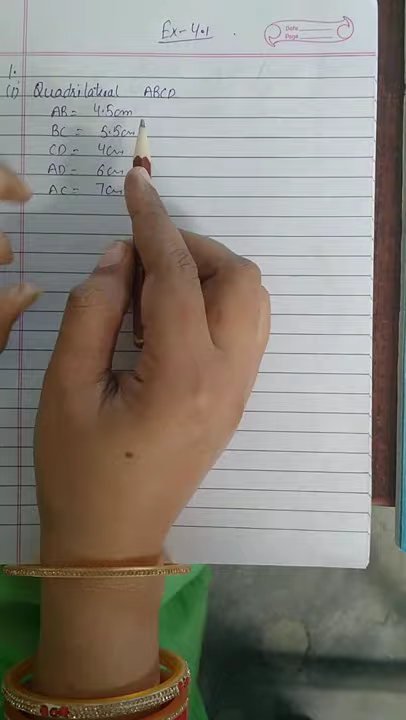 Ex-4.1
Date
Page
1.
(i) Quadrilateral ABCD
AB = 4.5cm
BC = 5.5cm
CD = 4cm
AD = 6cm
AC = 7cm